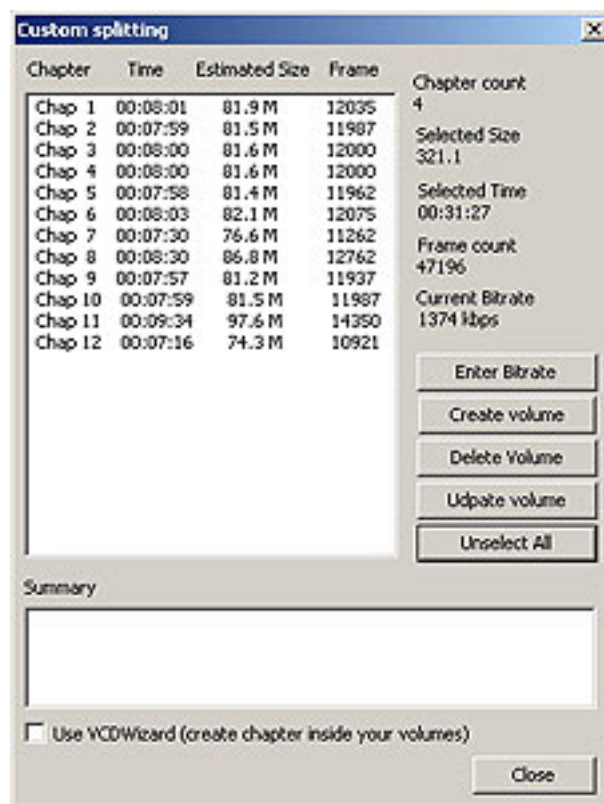 Custom splitting
Chapter Time Estimated Size Frame
Chap 1 00:08:01 81.9 M 12035
Chap 2 00:07:59 81.5 M 11987
Chap 3 00:08:00 81.6 M 12000
Chap 4 00:08:00 81.6 M 12000
Chap 5 00:07:58 81.4 M 11962
Chap 6 00:08:03 82.1 M 12075
Chap 7 00:07:30 76.6 M 11262
Chap 8 00:08:30 86.8 M 12762
Chap 9 00:07:57 81.2 M 11937
Chap 10 00:07:59 81.5 M 11987
Chap 11 00:09:34 97.6 M 14350
Chap 12 00:07:16 74.3 M 10921
Chapter count
4
Selected Size
321.1
Selected Time
00:31:27
Frame count
47196
Current Bitrate
1374 kbps
Enter Bitrate
Create volume
Delete Volume
Udpate volume
Unselect All
Summary
Use VCDWizard (create chapter inside your volumes)
Close